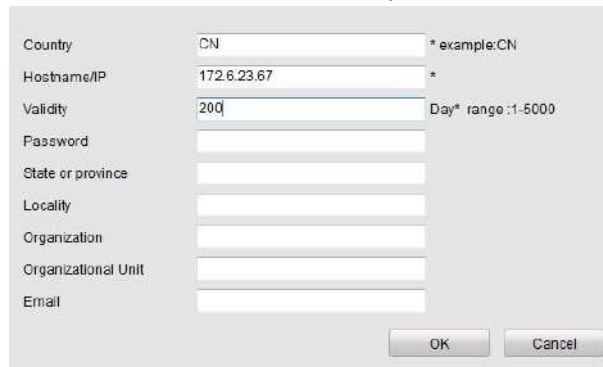 Country CN * example:CN
Hostname/IP 172.6.23.67 *
Validity 200 Day* range :1-5000
Password
State or province
Locality
Organization
Organizational Unit
Email
OK Cancel